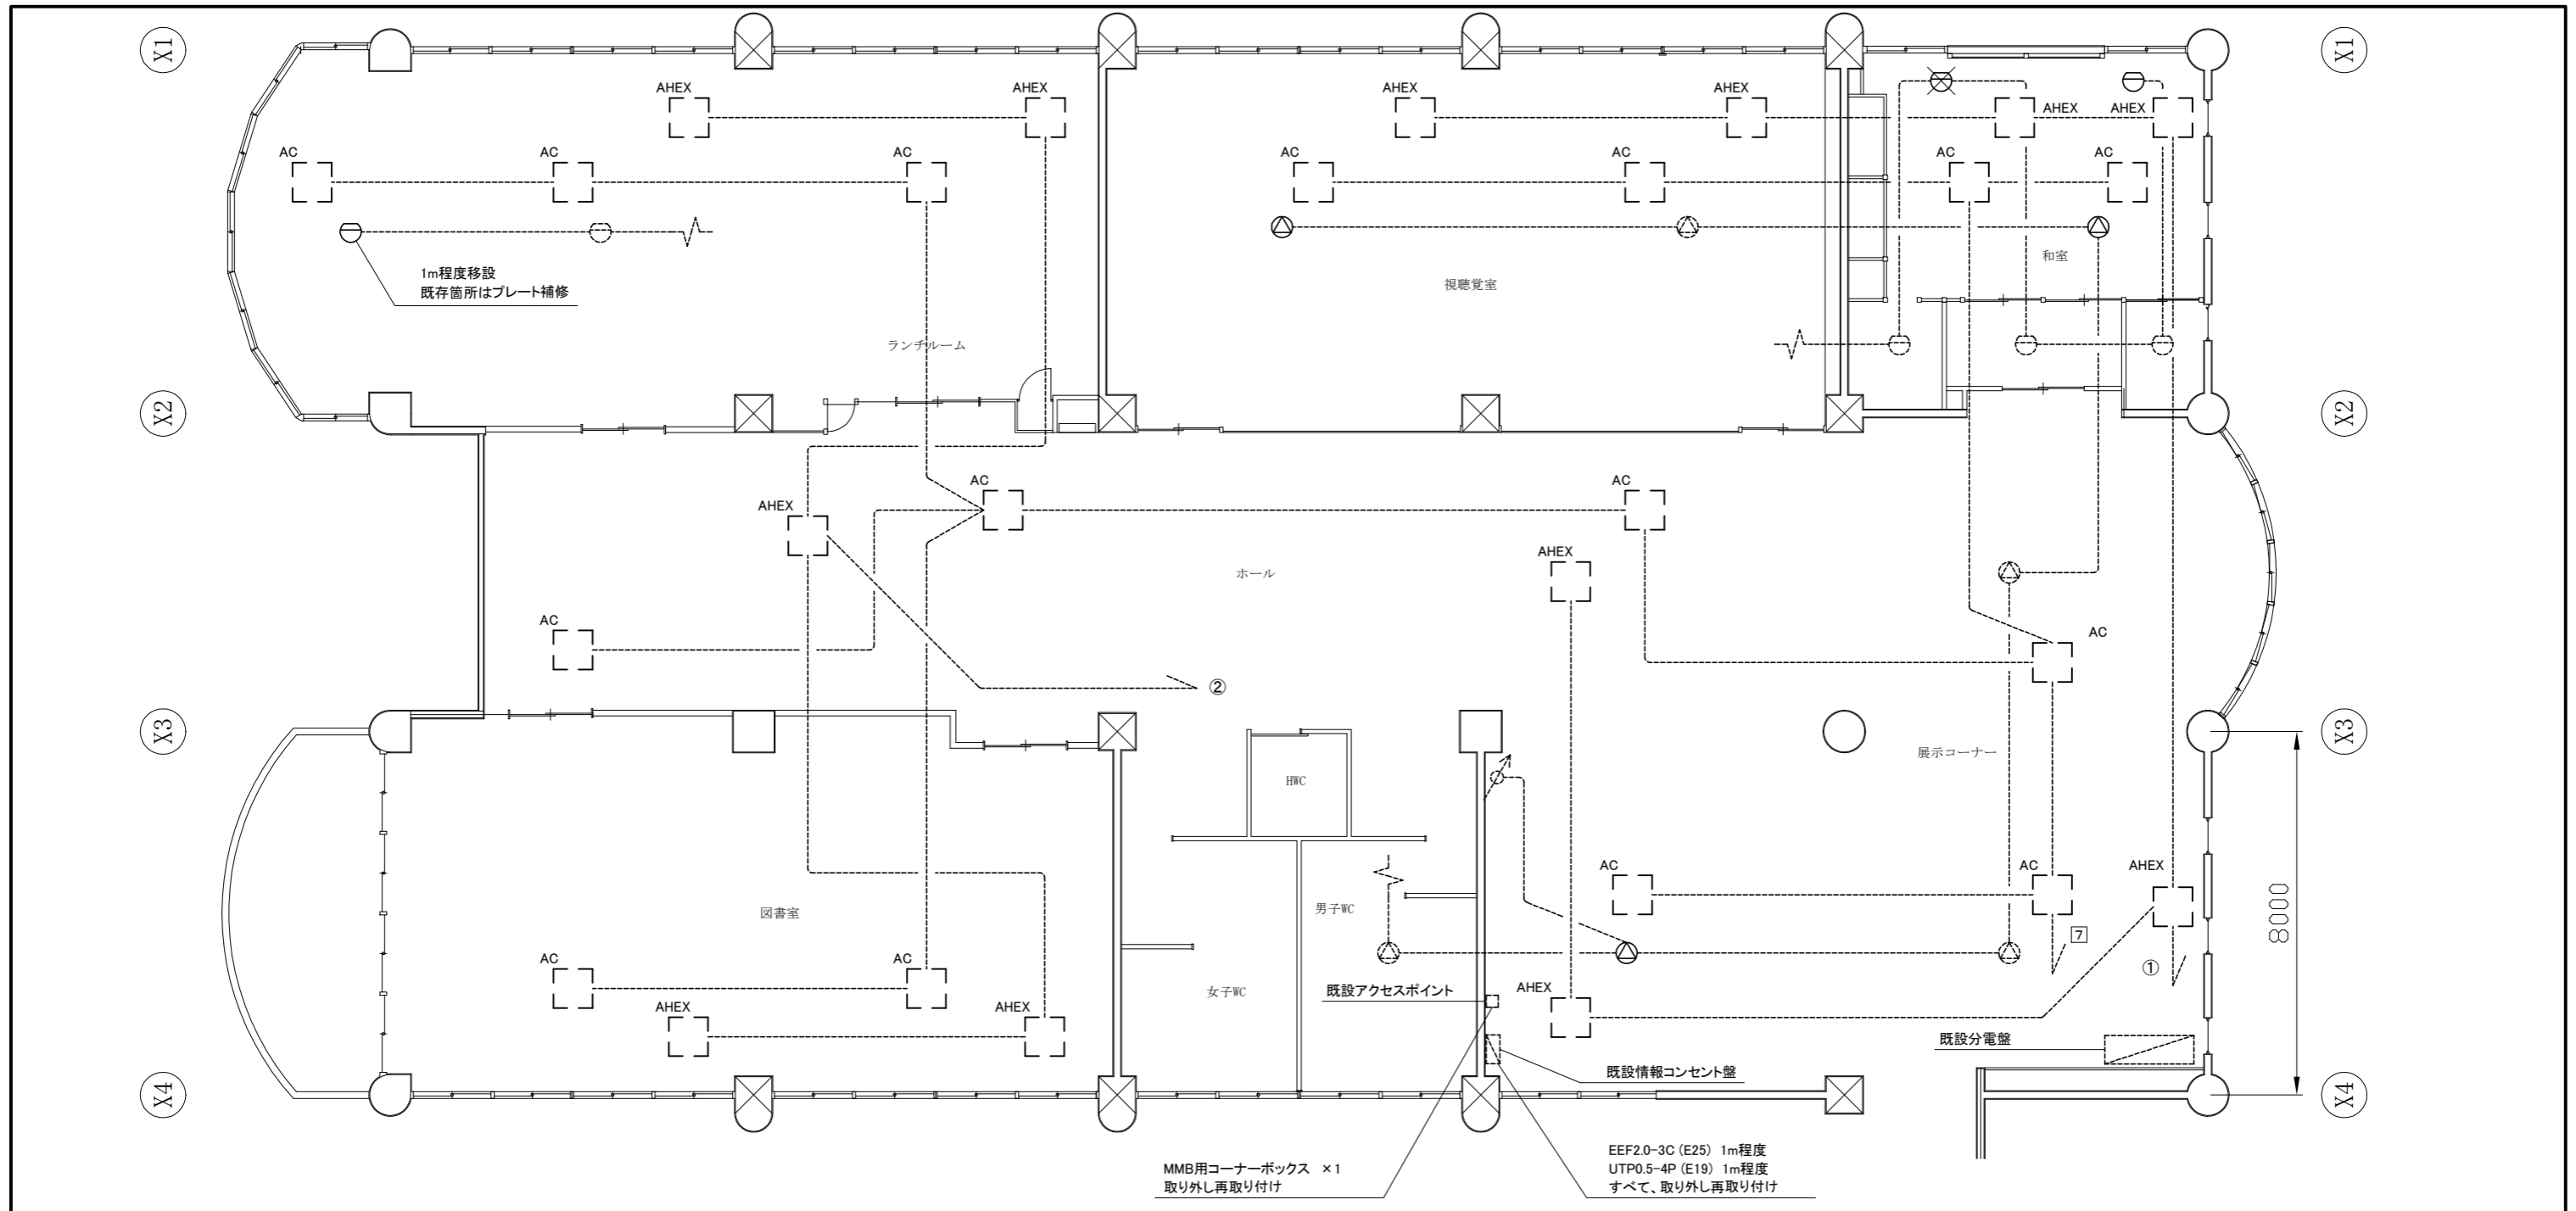 X1
X1
AHEX
AHEX
AHEX
AHEX
AHEX
AHEX
AC
AC
AC
AC
AC
AC
AC
1m程度移設
既存箇所はプレート補修
和室
視聴覚室
ランチルーム
X2
X2
AC
AC
AHEX
AHEX
ホール
AC
AC
②
X3
X3
展示コーナー
HWC
AC
AC
AHEX
8000
図書室
男子WC
7
①
AC
AC
女子WC
既設アクセスポイント
AHEX
AHEX
AHEX
既設分電盤
既設情報コンセント盤
X4
X4
MMB用コーナーボックス ×1
取り外し再取り付け
EEF2.0-3C (E25) 1m程度
UTP0.5-4P (E19) 1m程度
すべて、取り外し再取り付け